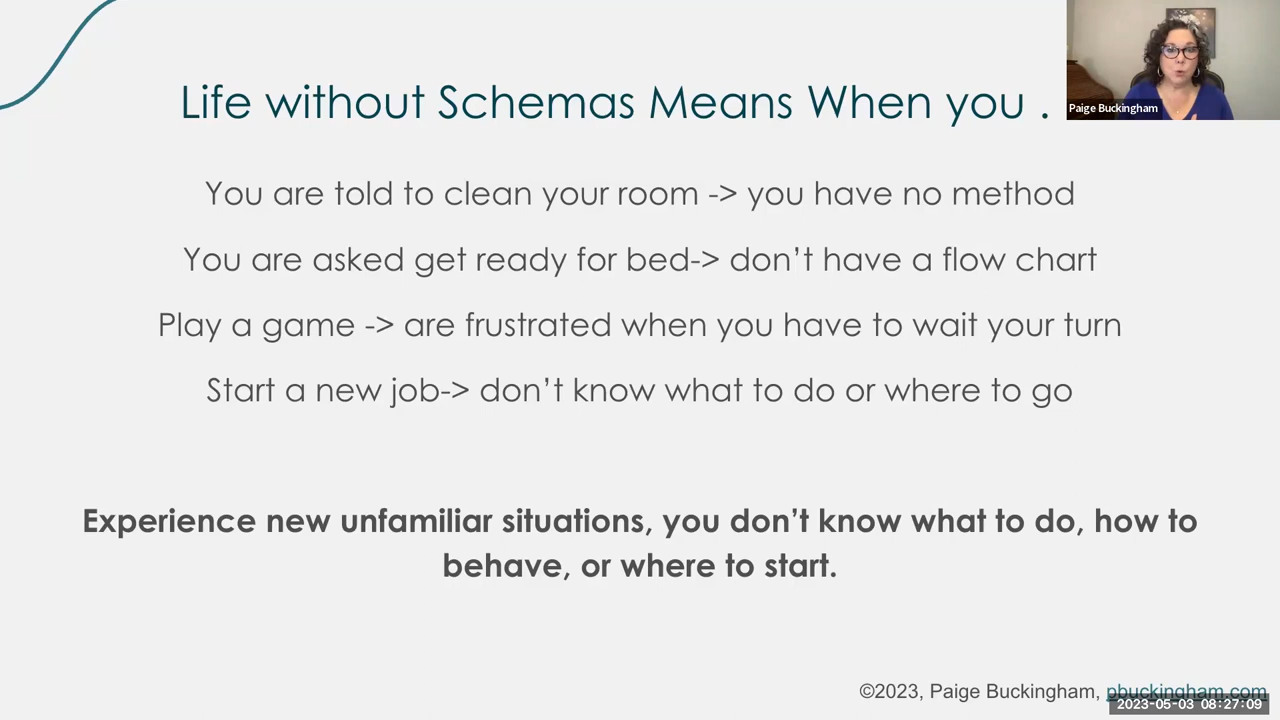 Life without Schemas Means When you .
Paige Buckingham
You are told to clean your room -> you have no method
You are asked get ready for bed-> don’t have a flow chart
Play a game -> are frustrated when you have to wait your turn
Start a new job-> don’t know what to do or where to go
Experience new unfamiliar situations, you don’t know what to do, how to
behave, or where to start.
©2023, Paige Buckingham, pbuckingham.com
2023-05-03 08:27:09